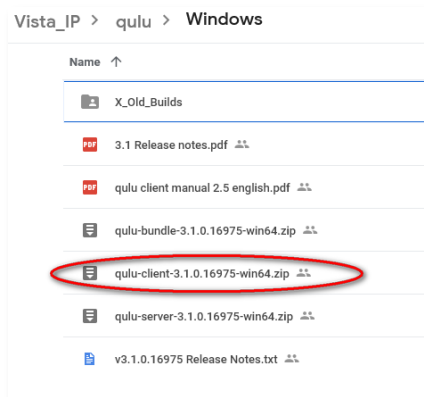 Vista_IP > qulu > Windows
Name ↑
X_Old_Builds
PDF 3.1 Release notes.pdf
PDF qulu client manual 2.5 english.pdf
qulu-bundle-3.1.0.16975-win64.zip
qulu-client-3.1.0.16975-win64.zip
qulu-server-3.1.0.16975-win64.zip
v3.1.0.16975 Release Notes.txt